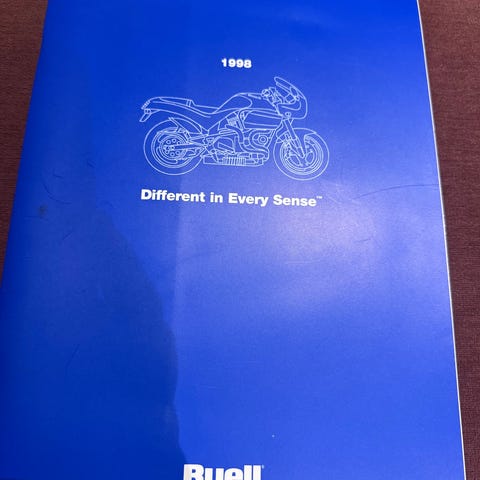 1998
Different in Every Sense™
Buell®